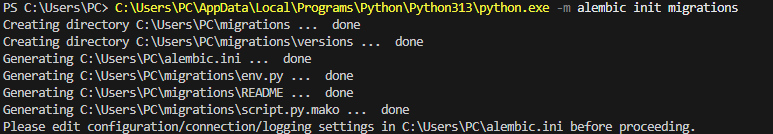 PS C:\Users\PC> C:\Users\PC\AppData\Local\Programs\Python\Python313\python.exe -m alembic init migrations
Creating directory C:\PC\migrations ...  done
Creating directory C:\Users\PC\migrations\versions ...  done
Generating C:\PC\alembic.ini ...  done
Generating C:\Users\PC\migrations\env.py ...  done
Generating C:\Users\PC\migrations\README ...  done
Generating C:\Users\PC\migrations\script.py.mako ...  done
Please edit configuration/connection/logging settings in C:\Users\PC\alembic.ini before proceeding.